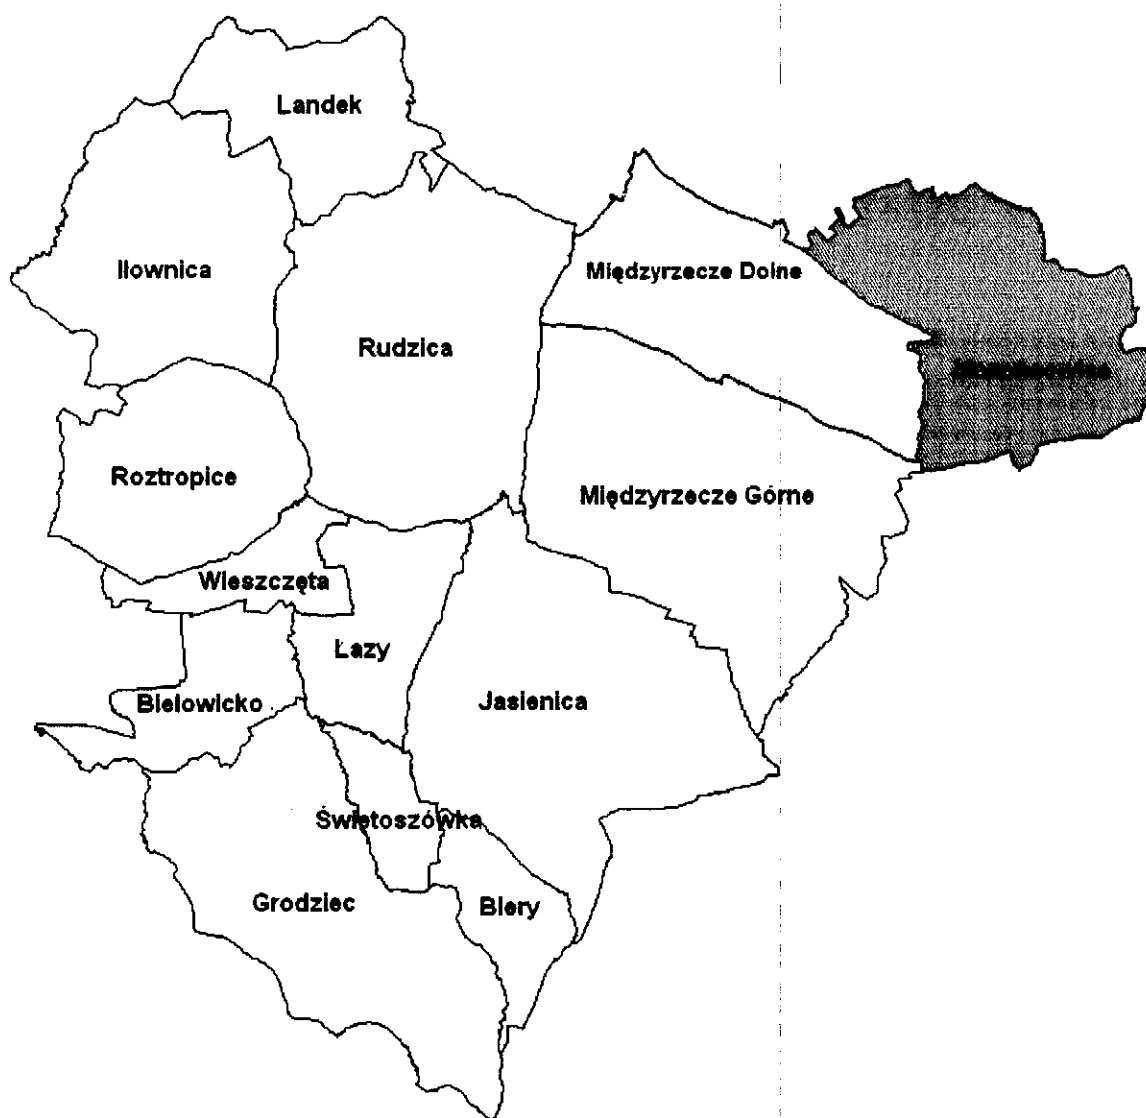 Landek
Iłownica
Międzyrzecze Dolne
Rudzica
Roztropice
Międzyrzecze Górne
Wieszczęta
Łazy
Bielowicko
Jasienica
Świętoszówka
Grodziec
Biery